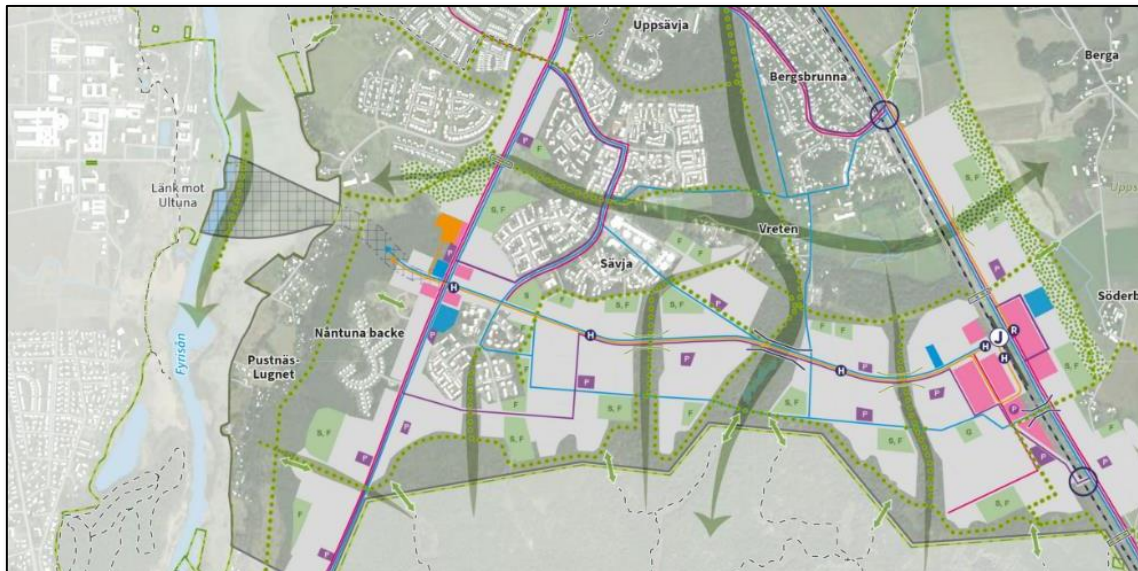 Uppsävja
F
Berga
Bergsbrunna
P
F
Länk mot
Ultuna
S, F
S, F
Vreten
F
P
Sävja
P
F
P
Söderb
H
S
F
S, F
S, F
P
R
J
Nåntuna backe
P
H
H
H
Fyrisån
Pustnäs-
Lugnet
P
H
P
P
F
P
P
S, F
S, F
F
S, F
P
S, F
G
P
P
P
P
F
S, F
P